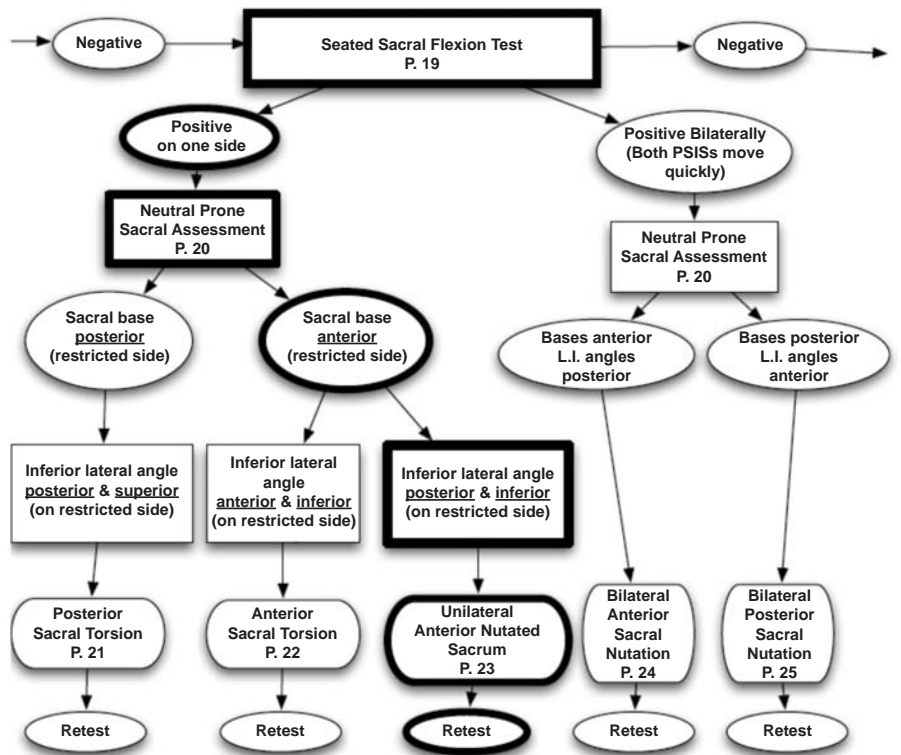 Negative
Seated Sacral Flexion Test
P. 19
Negative
Positive
on one side
Positive Bilaterally
(Both PSISs move
quickly)
Neutral Prone
Sacral Assessment
P. 20
Neutral Prone
Sacral Assessment
P. 20
Sacral base
posterior
(restricted side)
Sacral base
anterior
(restricted side)
Bases anterior
L.I. angles
posterior
Bases posterior
L.I. angles
anterior
Inferior lateral angle
posterior & superior
(on restricted side)
Inferior lateral
angle
anterior & inferior
(on restricted side)
Inferior lateral angle
posterior & inferior
(on restricted side)
Posterior
Sacral Torsion
P. 21
Anterior
Sacral Torsion
P. 22
Unilateral
Anterior Nutated
Sacrum
P. 23
Bilateral
Anterior
Sacral
Nutation
P. 24
Bilateral
Posterior
Sacral
Nutation
P. 25
Retest
Retest
Retest
Retest
Retest